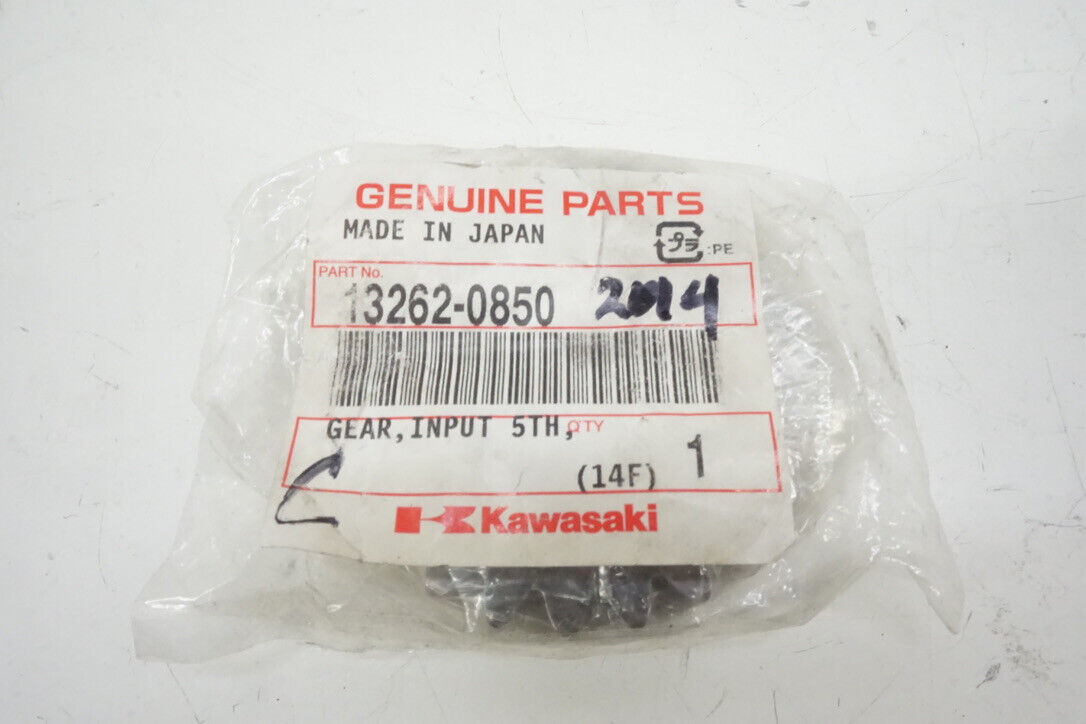 GENUINE PARTS
MADE IN JAPAN
プラ :PE
PART No.
13262-0850 2014
GEAR,INPUT 5TH, Q'TY
(14F) 1
Kawasaki